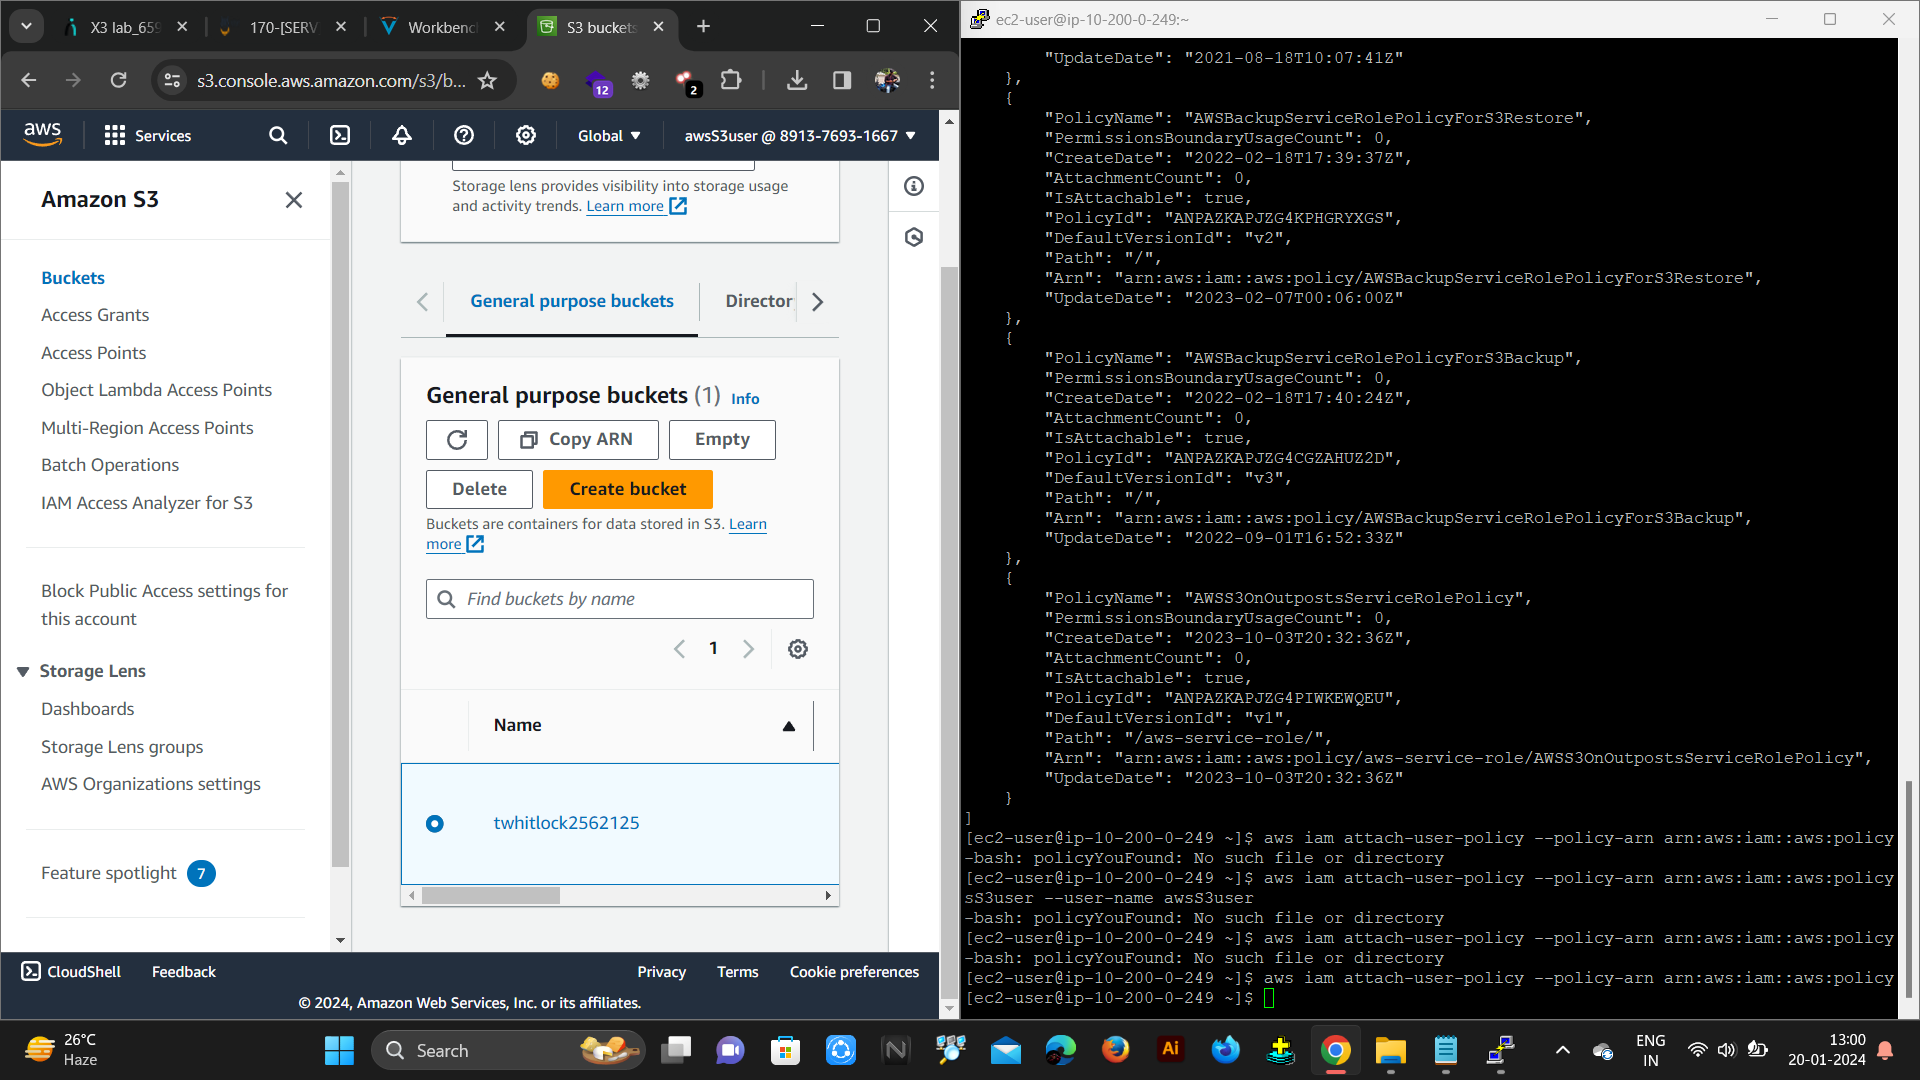 X3 lab_659
170-[SERV
Workbenc
S3 buckets
s3.console.aws.amazon.com/s3/b...
12
2
aws
Services
Global
awsS3user @ 8913-7693-1667
Amazon S3
Buckets
Access Grants
Access Points
Object Lambda Access Points
Multi-Region Access Points
Batch Operations
IAM Access Analyzer for S3
Block Public Access settings for
this account
Storage Lens
Dashboards
Storage Lens groups
AWS Organizations settings
Feature spotlight 7
Storage lens provides visibility into storage usage
and activity trends. Learn more
General purpose buckets
Director
General purpose buckets (1) Info
Copy ARN
Empty
Delete
Create bucket
Buckets are containers for data stored in S3. Learn
more
Find buckets by name
1
Name
twhitlock2562125
CloudShell
Feedback
Privacy
Terms
Cookie preferences
© 2024, Amazon Web Services, Inc. or its affiliates.
ec2-user@ip-10-200-0-249:~
"UpdateDate": "2021-08-18T10:07:41Z"
},
{
"PolicyName": "AWSBackupServiceRolePolicyForS3Restore",
"PermissionsBoundaryUsageCount": 0,
"CreateDate": "2022-02-18T17:39:37Z",
"AttachmentCount": 0,
"IsAttachable": true,
"PolicyId": "ANPAZKAPJZG4KPHGRYXGS",
"DefaultVersionId": "v2",
"Path": "/",
"Arn": "arn:aws:iam::aws:policy/AWSBackupServiceRolePolicyForS3Restore",
"UpdateDate": "2023-02-07T00:06:00Z"
},
{
"PolicyName": "AWSBackupServiceRolePolicyForS3Backup",
"PermissionsBoundaryUsageCount": 0,
"CreateDate": "2022-02-18T17:40:24Z",
"AttachmentCount": 0,
"IsAttachable": true,
"PolicyId": "ANPAZKAPJZG4CGZAHUZ2D",
"DefaultVersionId": "v3",
"Path": "/",
"Arn": "arn:aws:iam::aws:policy/AWSBackupServiceRolePolicyForS3Backup",
"UpdateDate": "2022-09-01T16:52:33Z"
},
{
"PolicyName": "AWSS3OnOutpostsServiceRolePolicy",
"PermissionsBoundaryUsageCount": 0,
"CreateDate": "2023-10-03T20:32:36Z",
"AttachmentCount": 0,
"IsAttachable": true,
"PolicyId": "ANPAZKAPJZG4PIWKEWQEU",
"DefaultVersionId": "v1",
"Path": "/aws-service-role/",
"Arn": "arn:aws:iam::aws:policy/aws-service-role/AWSS3OnOutpostsServiceRolePolicy",
"UpdateDate": "2023-10-03T20:32:36Z"
}
]
[ec2-user@ip-10-200-0-249 ~]$ aws iam attach-user-policy --policy-arn arn:aws:iam::aws:policy
-bash: policyYouFound: No such file or directory
[ec2-user@ip-10-200-0-249 ~]$ aws iam attach-user-policy --policy-arn arn:aws:iam::aws:policy
sS3user --user-name awsS3user
-bash: policyYouFound: No such file or directory
[ec2-user@ip-10-200-0-249 ~]$ aws iam attach-user-policy --policy-arn arn:aws:iam::aws:policy
-bash: policyYouFound: No such file or directory
[ec2-user@ip-10-200-0-249 ~]$ aws iam attach-user-policy --policy-arn arn:aws:iam::aws:policy
[ec2-user@ip-10-200-0-249 ~]$
26°C
Haze
Search
N
Ai
ENG
IN
13:00
20-01-2024